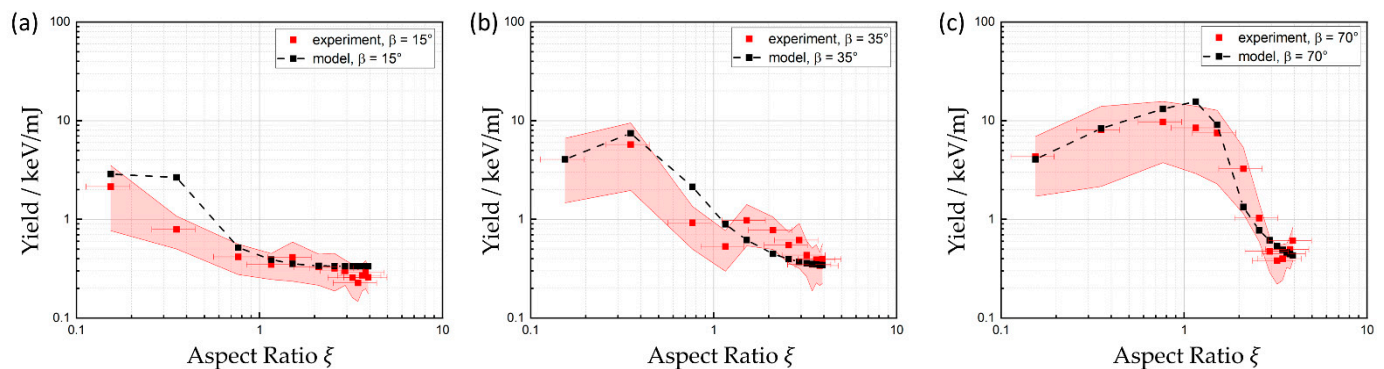 (a)
100
10
1
0.1
Yield / keV/mJ
experiment, β = 15°
model, β = 15°
0.1
1
10
Aspect Ratio ξ
(b)
100
10
1
0.1
Yield / keV/mJ
experiment, β = 35°
model, β = 35°
0.1
1
10
Aspect Ratio ξ
(c)
100
10
1
0.1
Yield / keV/mJ
experiment, β = 70°
model, β = 70°
0.1
1
10
Aspect Ratio ξ